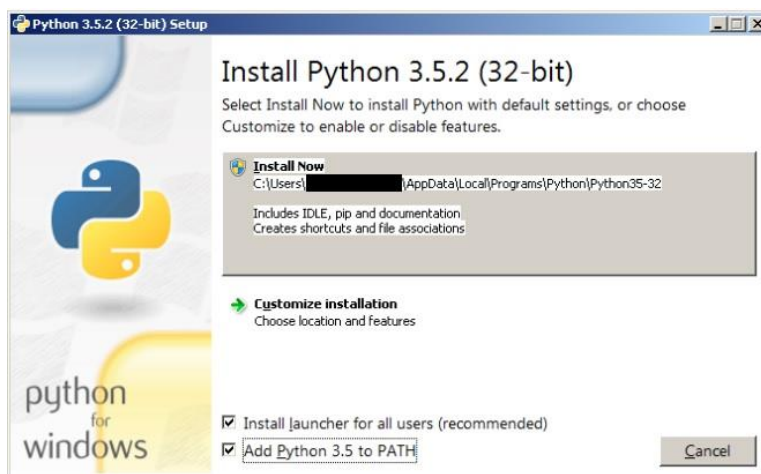 Python 3.5.2 (32-bit) Setup
Install Python 3.5.2 (32-bit)
Select Install Now to install Python with default settings, or choose
Customize to enable or disable features.
Install Now
C:\Users\ \AppData\Local\Programs\Python\Python35-32
Includes IDLE, pip and documentation
Creates shortcuts and file associations
Customize installation
Choose location and features
python
for
windows
Install launcher for all users (recommended)
Add Python 3.5 to PATH
Cancel